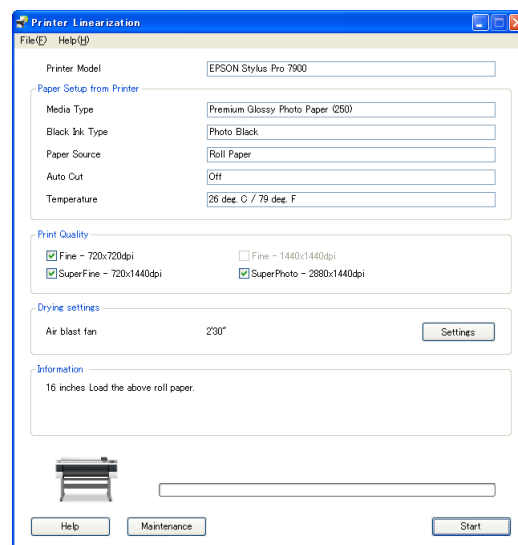 Printer Linearization
File(F) Help(H)
Printer Model EPSON Stylus Pro 7900
Paper Setup from Printer
Media Type Premium Glossy Photo Paper (250)
Black Ink Type Photo Black
Paper Source Roll Paper
Auto Cut Off
Temperature 26 deg. C / 79 deg. F
Print Quality
Fine - 720x720dpi Fine - 1440x1440dpi
SuperFine - 720x1440dpi SuperPhoto - 2880x1440dpi
Drying settings
Air blast fan 2'30" Settings
Information
16 inches Load the above roll paper.
Help Maintenance Start